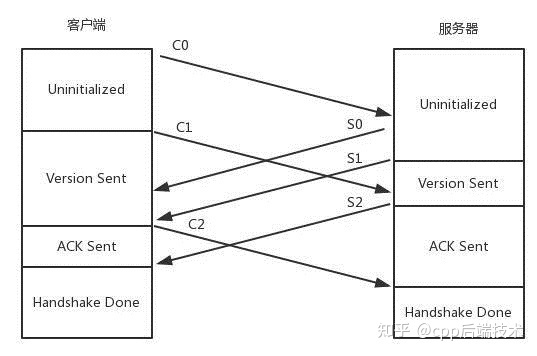 客户端
服务器
C0
Uninitialized
Uninitialized
S0
C1
S1
Version Sent
Version Sent
S2
C2
ACK Sent
ACK Sent
Handshake Done
Handshake Done
知乎 @cpp后端技术